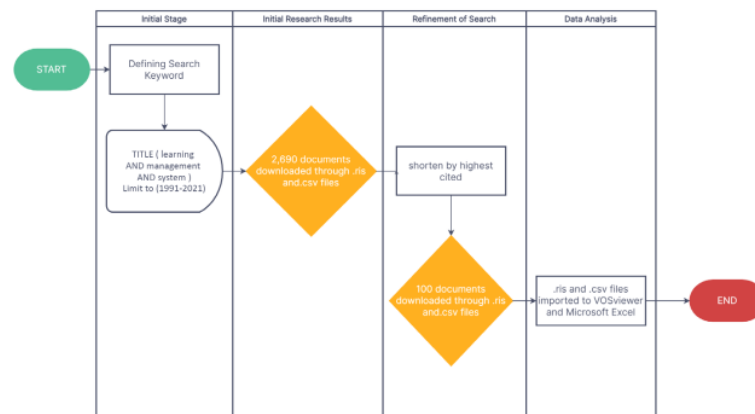 Initial Stage
Initial Research Results
Refinement of Search
Data Analysis
START
Defining Search
Keyword
TITLE ( learning
AND management
AND system )
Limit to (1991-2021)
2,690 documents
downloaded through .ris
and.csv files
shorten by highest
cited
100 documents
downloaded through .ris
and.csv files
.ris and .csv files
imported to VOSviewer
and Microsoft Excel
END